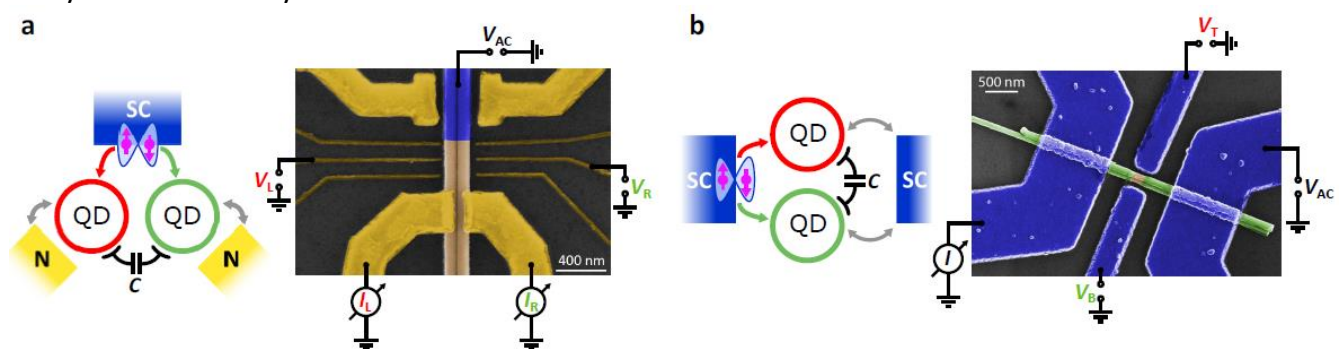 a
V_AC
SC
QD
QD
N
N
C
V_L
V_R
400 nm
I_L
I_R
b
V_T
500 nm
QD
SC
C
SC
QD
V_AC
I
V_B